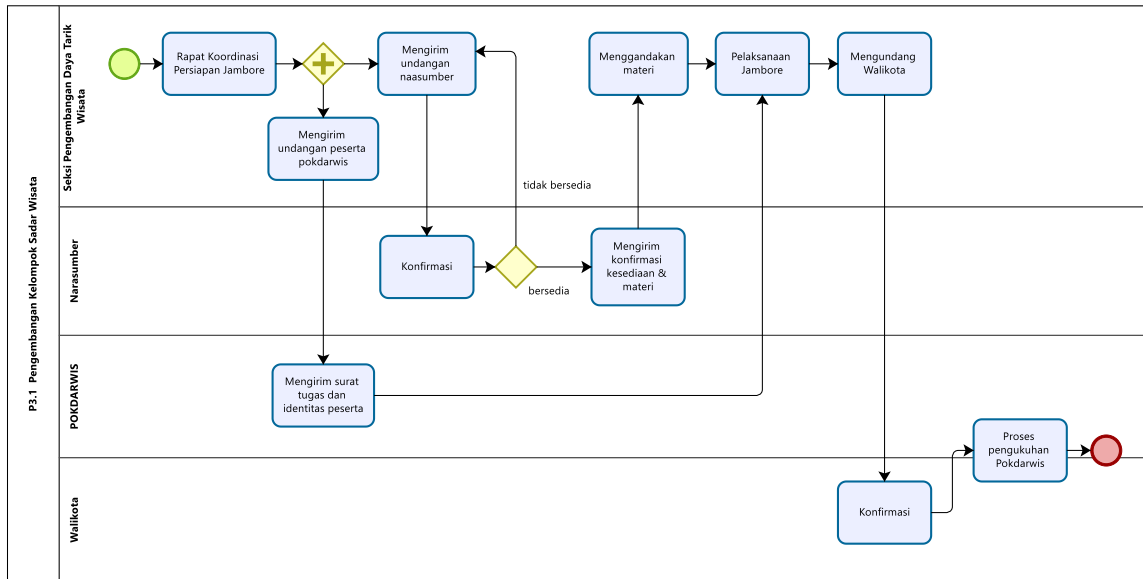 P3.1 Pengembangan Kelompok Sadar Wisata
Seksi Pengembangan Daya Tarik
Wisata
Rapat Koordinasi
Persiapan Jambore
Mengirim
undangan
naasumber
Menggandakan
materi
Pelaksanaan
Jambore
Mengundang
Walikota
Mengirim
undangan peserta
pokdarwis
tidak bersedia
Narasumber
Konfirmasi
bersedia
Mengirim
konfirmasi
kesediaan &
materi
POKDARWIS
Mengirim surat
tugas dan
identitas peserta
Proses
pengukuhan
Pokdarwis
Walikota
Konfirmasi